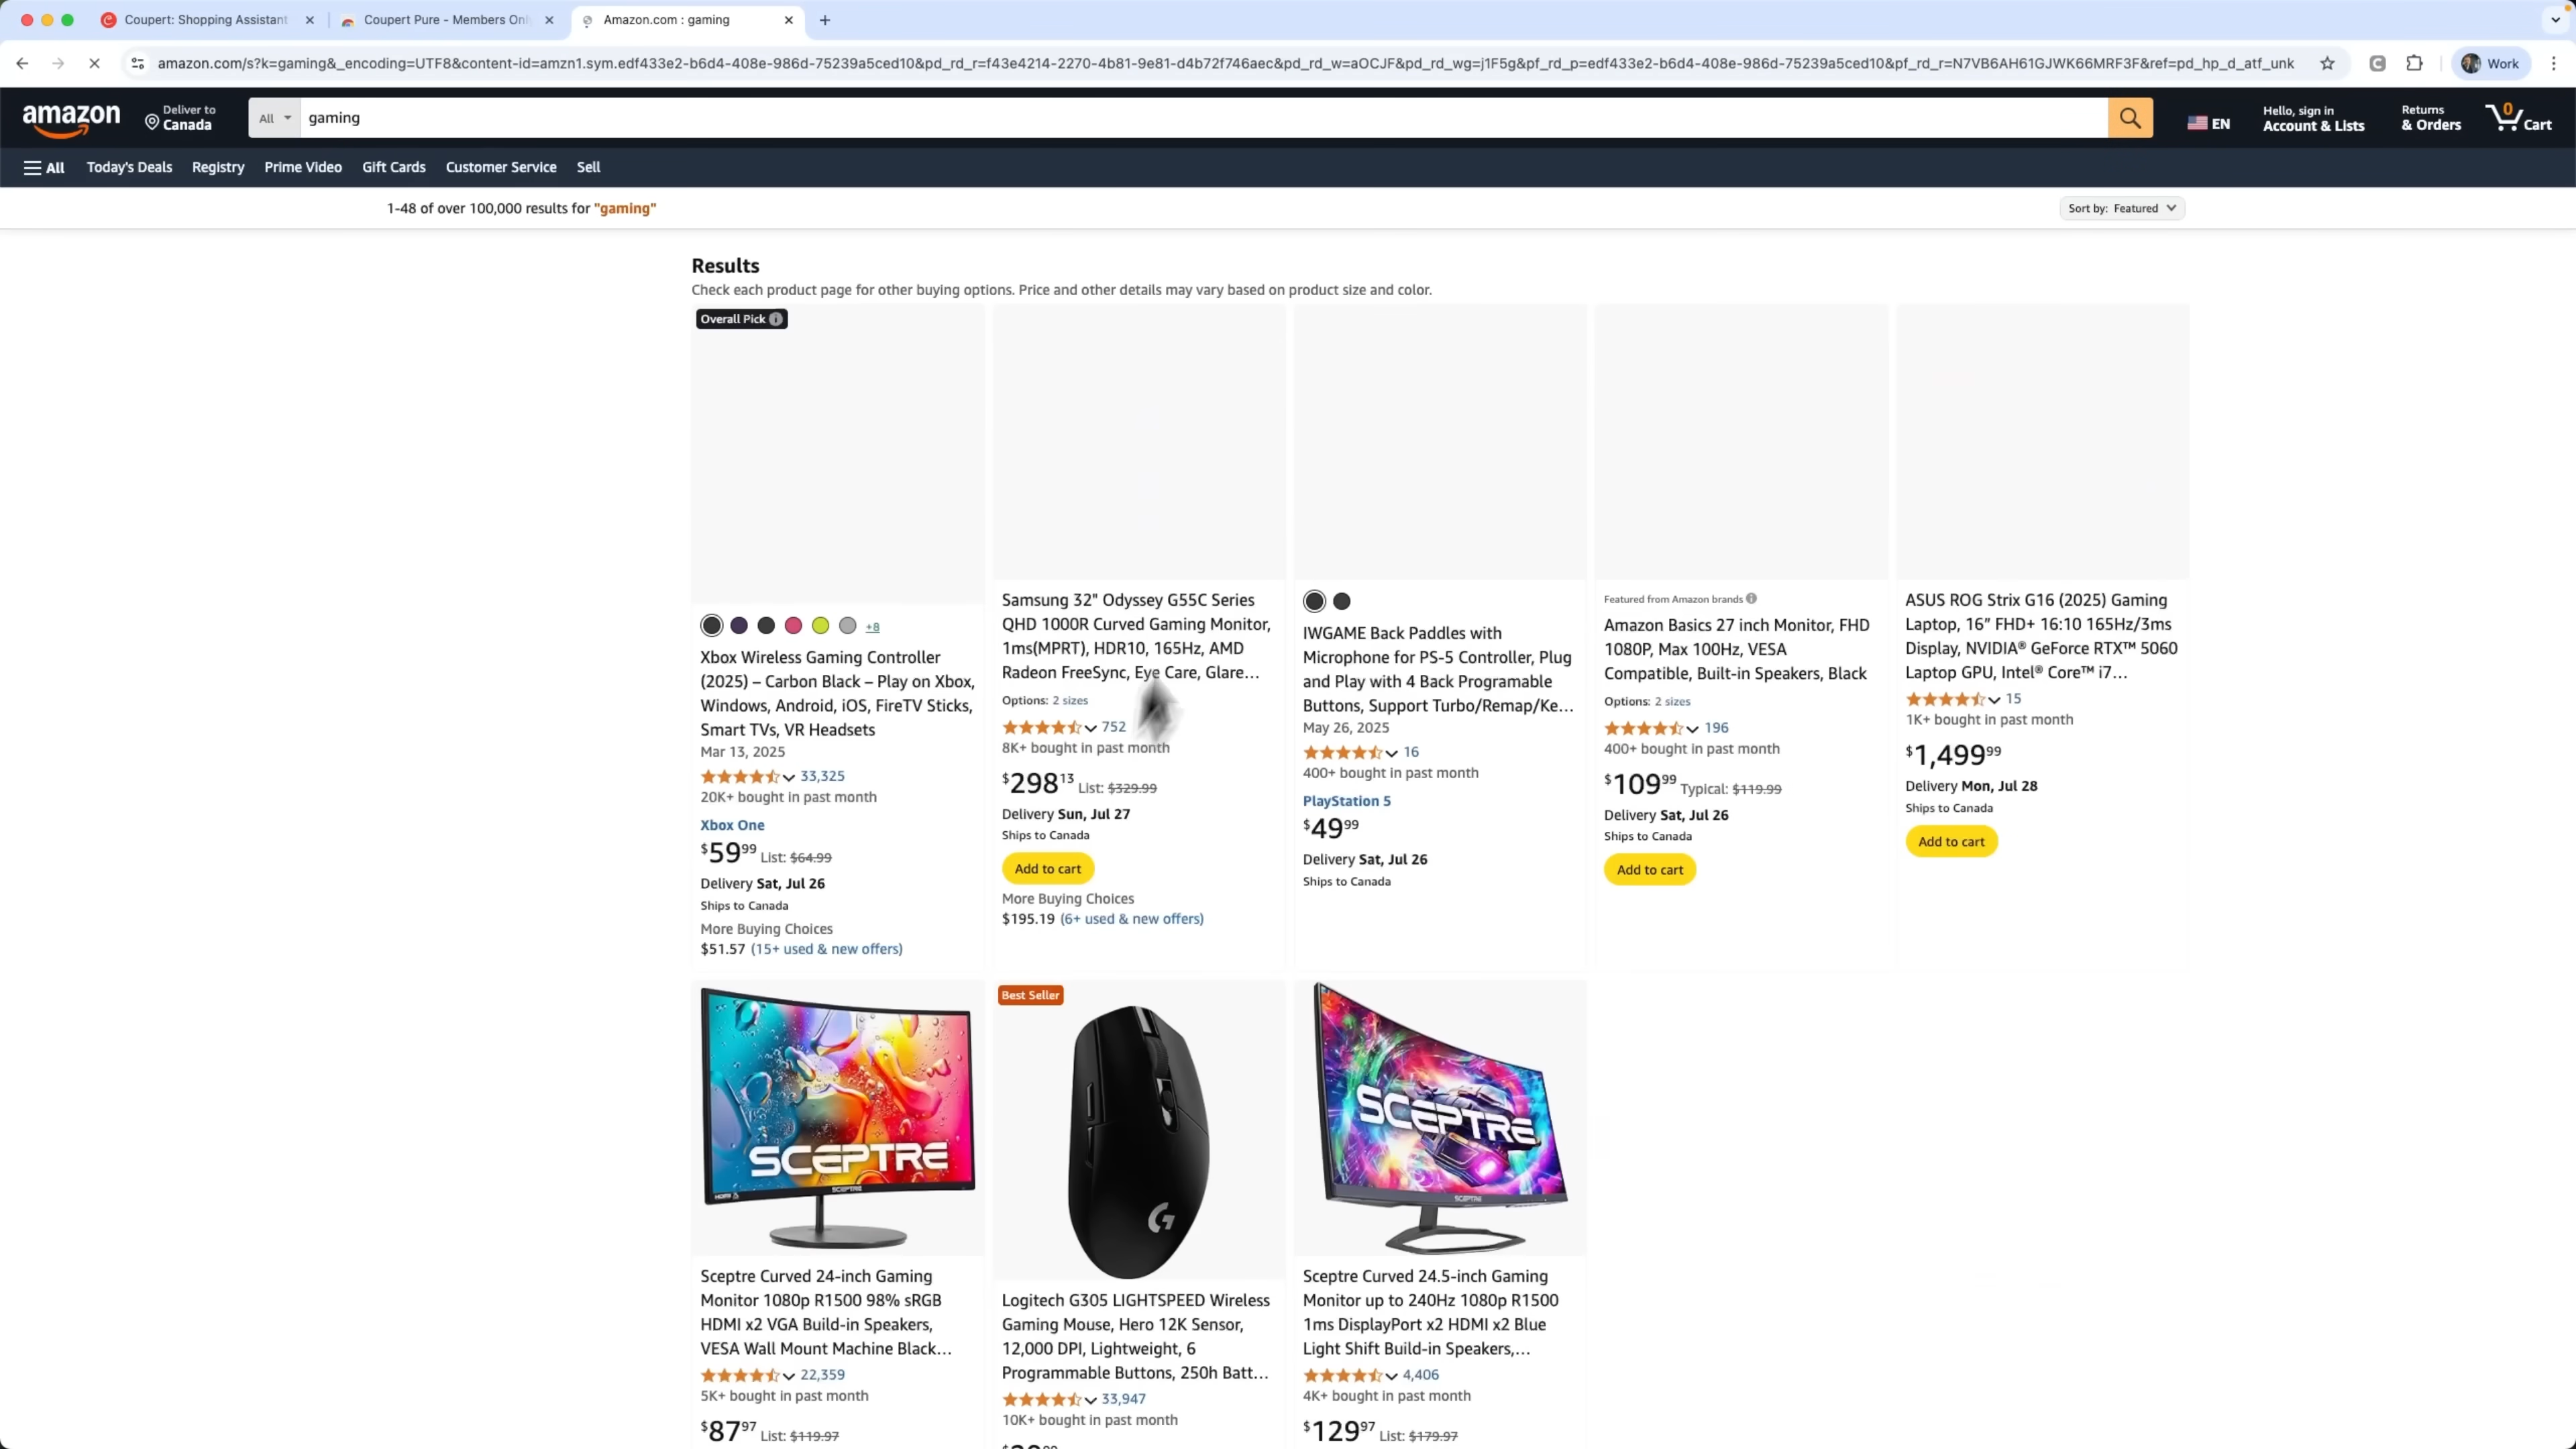 Coupert: Shopping Assistant
Coupert Pure - Members Onl
Amazon.com : gaming
amazon.com/s?k=gaming&_encoding=UTF8&content-id=amzn1.sym.edf433e2-b6d4-408e-986d-75239a5ced10&pd_rd_r=f43e4214-2270-4b81-9e81-d4b72f746aec&pd_rd_w=aOCJF&pd_rd_wg=j1F5g&pf_rd_p=edf433e2-b6d4-408e-986d-75239a5ced10&pf_rd_r=N7VB6AH61GJWK66MRF3F&ref=pd_hp_d_atf_unk
Work
amazon
Deliver to
Canada
All
gaming
EN
Hello, sign in
Account & Lists
Returns
& Orders
0
Cart
All
Today's Deals
Registry
Prime Video
Gift Cards
Customer Service
Sell
1-48 of over 100,000 results for "gaming"
Sort by: Featured
Results
Check each product page for other buying options. Price and other details may vary based on product size and color.
Overall Pick
+8
Xbox Wireless Gaming Controller
(2025) – Carbon Black – Play on Xbox,
Windows, Android, iOS, FireTV Sticks,
Smart TVs, VR Headsets
Mar 13, 2025
33,325
20K+ bought in past month
Xbox One
$59.99 List: $64.99
Delivery Sat, Jul 26
Ships to Canada
More Buying Choices
$51.57 (15+ used & new offers)
Samsung 32" Odyssey G55C Series
QHD 1000R Curved Gaming Monitor,
1ms(MPRT), HDR10, 165Hz, AMD
Radeon FreeSync, Eye Care, Glare...
Options: 2 sizes
752
8K+ bought in past month
$298.13 List: $329.99
Delivery Sun, Jul 27
Ships to Canada
Add to cart
More Buying Choices
$195.19 (6+ used & new offers)
IWGAME Back Paddles with
Microphone for PS-5 Controller, Plug
and Play with 4 Back Programable
Buttons, Support Turbo/Remap/Ke...
May 26, 2025
16
400+ bought in past month
PlayStation 5
$49.99
Delivery Sat, Jul 26
Ships to Canada
Featured from Amazon brands
Amazon Basics 27 inch Monitor, FHD
1080P, Max 100Hz, VESA
Compatible, Built-in Speakers, Black
Options: 2 sizes
196
400+ bought in past month
$109.99 Typical: $119.99
Delivery Sat, Jul 26
Ships to Canada
Add to cart
ASUS ROG Strix G16 (2025) Gaming
Laptop, 16” FHD+ 16:10 165Hz/3ms
Display, NVIDIA® GeForce RTX™ 5060
Laptop GPU, Intel® Core™ i7...
15
1K+ bought in past month
$1,499.99
Delivery Mon, Jul 28
Ships to Canada
Add to cart
SCEPTRE
SCEPTRE
Sceptre Curved 24-inch Gaming
Monitor 1080p R1500 98% sRGB
HDMI x2 VGA Build-in Speakers,
VESA Wall Mount Machine Black...
22,359
5K+ bought in past month
$87.97 List: $119.97
Best Seller
G
Logitech G305 LIGHTSPEED Wireless
Gaming Mouse, Hero 12K Sensor,
12,000 DPI, Lightweight, 6
Programmable Buttons, 250h Batt...
33,947
10K+ bought in past month
SCEPTRE
SCEPTRE
Sceptre Curved 24.5-inch Gaming
Monitor up to 240Hz 1080p R1500
1ms DisplayPort x2 HDMI x2 Blue
Light Shift Build-in Speakers,...
4,406
4K+ bought in past month
$129.97 List: $179.97